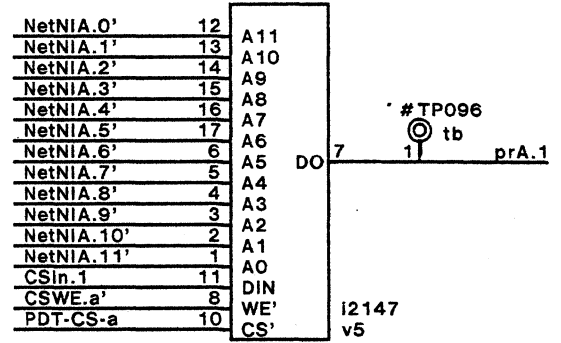 NetNIA.0' 12 A11
NetNIA.1' 13 A10
NetNIA.2' 14 A9
NetNIA.3' 15 A8
NetNIA.4' 16 A7
NetNIA.5' 17 A6
NetNIA.6' 6 A5 DO 7 1 prA.1
NetNIA.7' 5 A4
NetNIA.8' 4 A3
NetNIA.9' 3 A2
NetNIA.10' 2 A1
NetNIA.11' 1 A0
CSIn.1 11 DIN
CSWE.a' 8 WE' i2147
PDT-CS-a 10 CS' v5
#TP096
tb